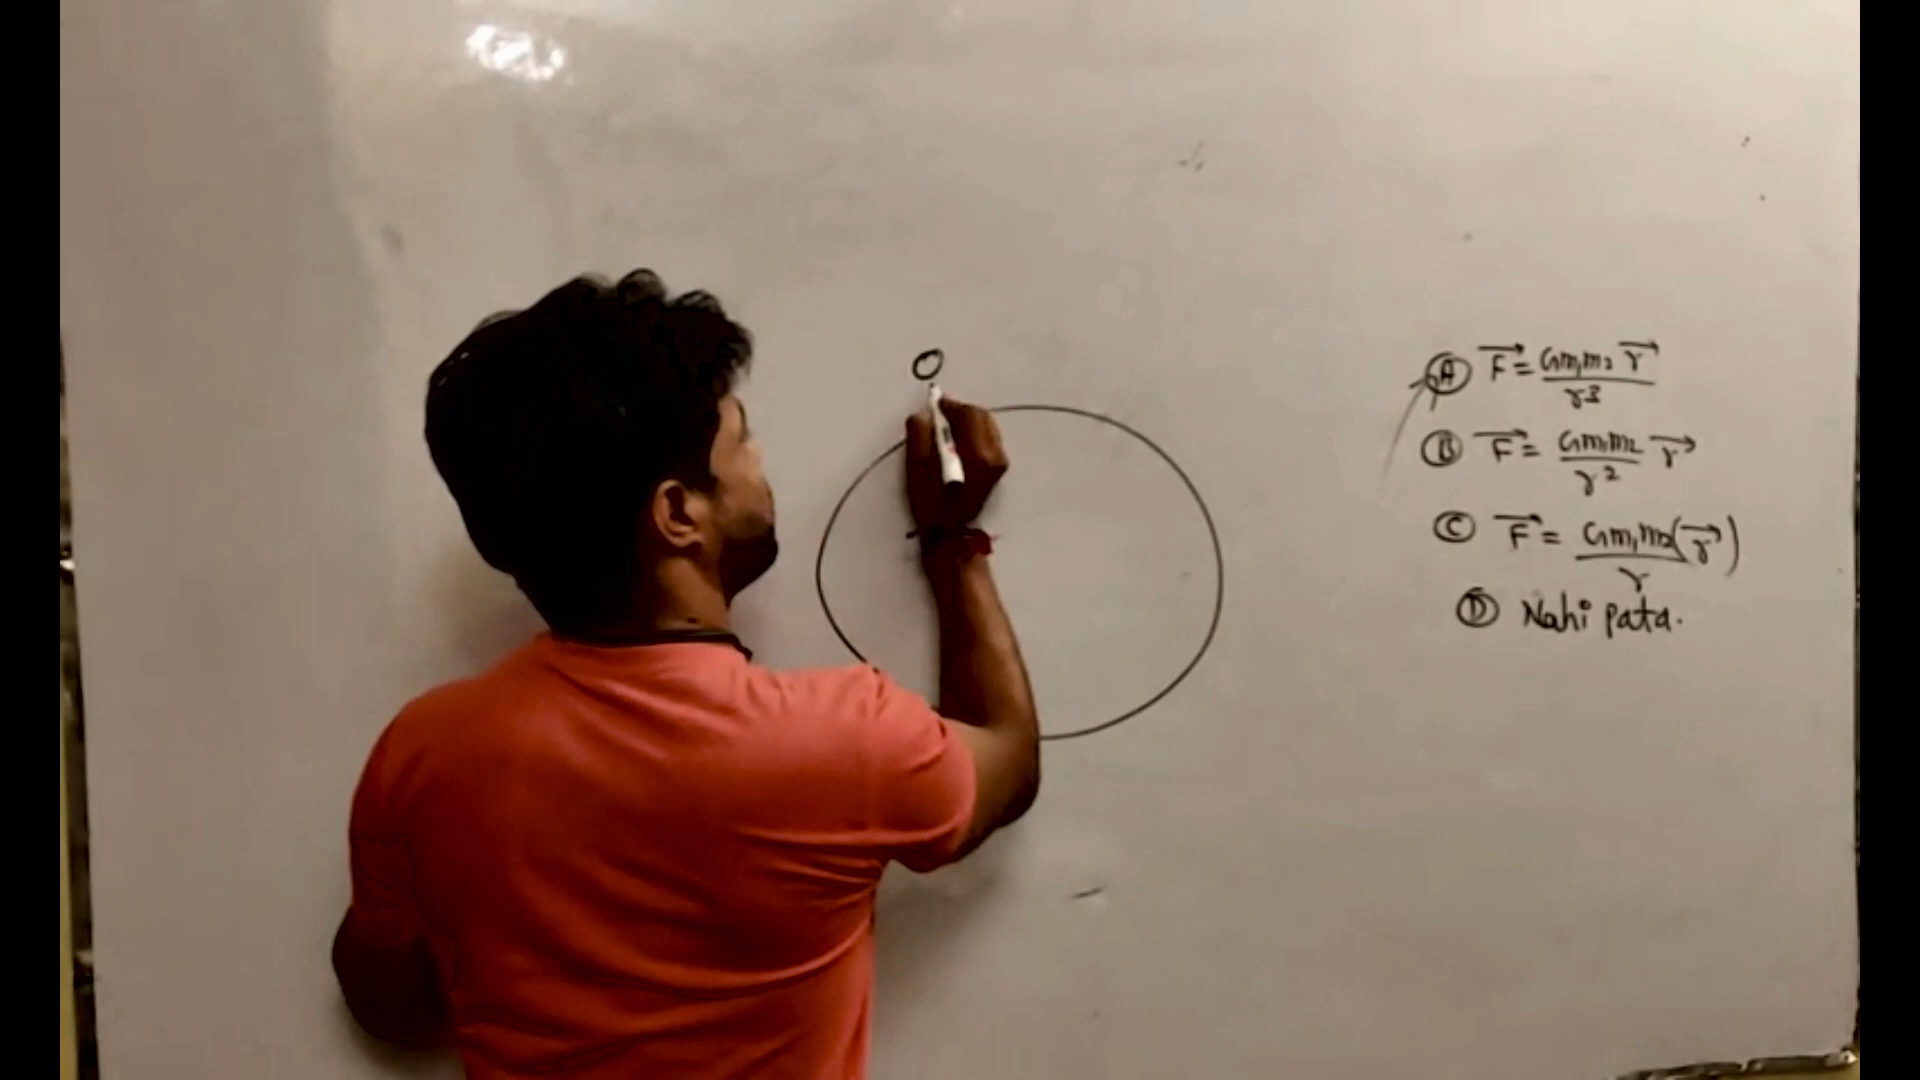 Ⓐ F⃗ = Gm₁m₂ r⃗ / r³
Ⓑ F⃗ = Gm₁m₂ / r² r⃗
Ⓒ F⃗ = Gm₁m₂(r⃗) / r
Ⓓ Nahi pata.